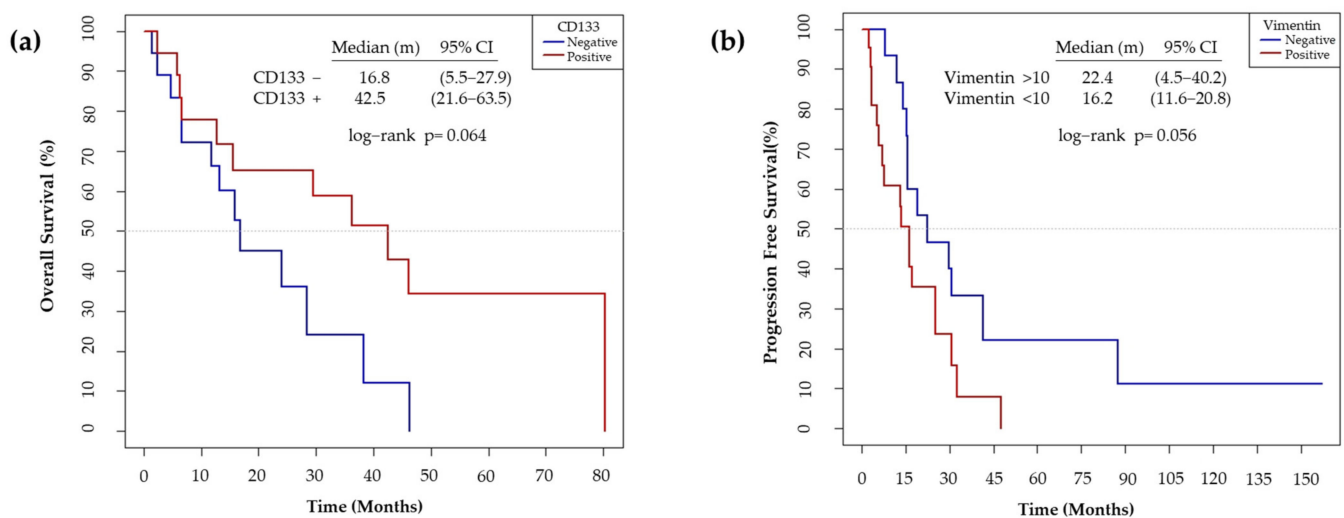 (a)
CD133
Negative
Positive
Median (m) 95% CI
CD133 − 16.8 (5.5–27.9)
CD133 + 42.5 (21.6–63.5)
log−rank p= 0.064
Overall Survival (%)
100
90
80
70
60
50
40
30
20
10
0
0 10 20 30 40 50 60 70 80
Time (Months)
(b)
Vimentin
Negative
Positive
Median (m) 95% CI
Vimentin >10 22.4 (4.5–40.2)
Vimentin <10 16.2 (11.6–20.8)
log−rank p= 0.056
Progression Free Survival(%)
100
90
80
70
60
50
40
30
20
10
0
0 15 30 45 60 75 90 105 120 135 150
Time (Months)